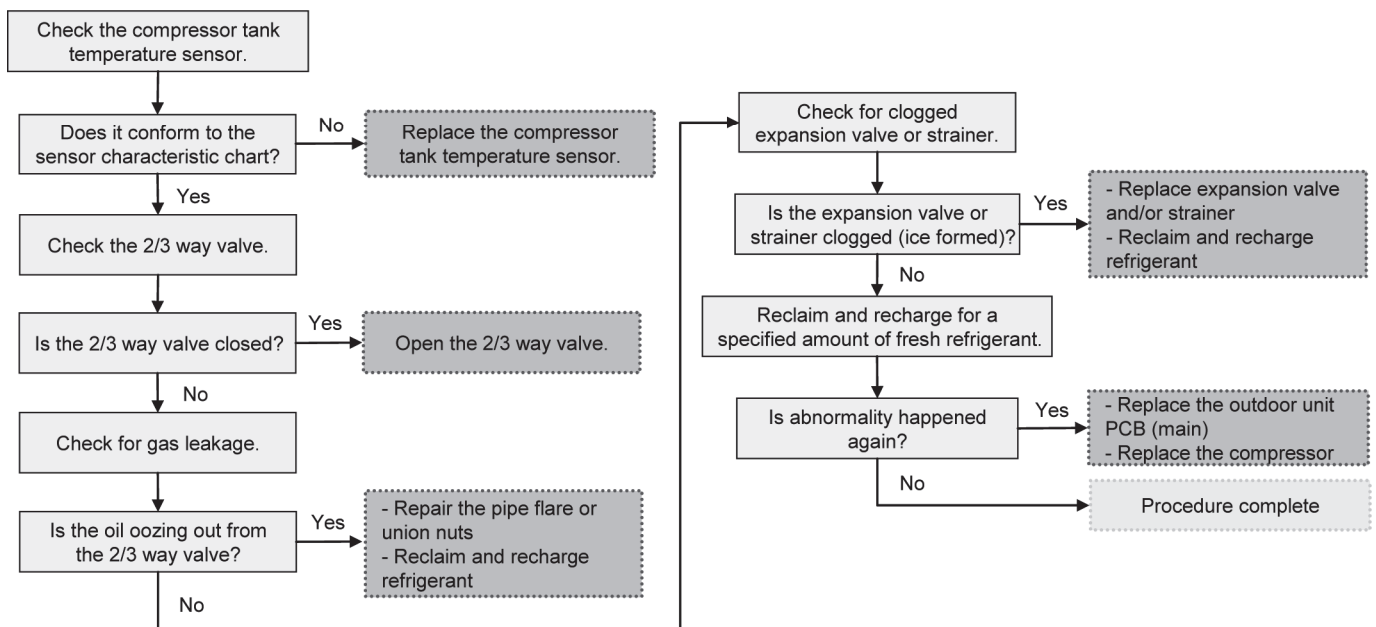 Check the compressor tank
temperature sensor.
Does it conform to the
sensor characteristic chart?
No
Replace the compressor
tank temperature sensor.
Yes
Check the 2/3 way valve.
Is the 2/3 way valve closed?
Yes
Open the 2/3 way valve.
No
Check for gas leakage.
Is the oil oozing out from
the 2/3 way valve?
Yes
- Repair the pipe flare or
union nuts
- Reclaim and recharge
refrigerant
No
Check for clogged
expansion valve or strainer.
Is the expansion valve or
strainer clogged (ice formed)?
Yes
- Replace expansion valve
and/or strainer
- Reclaim and recharge
refrigerant
No
Reclaim and recharge for a
specified amount of fresh refrigerant.
Is abnormality happened
again?
Yes
- Replace the outdoor unit
PCB (main)
- Replace the compressor
No
Procedure complete